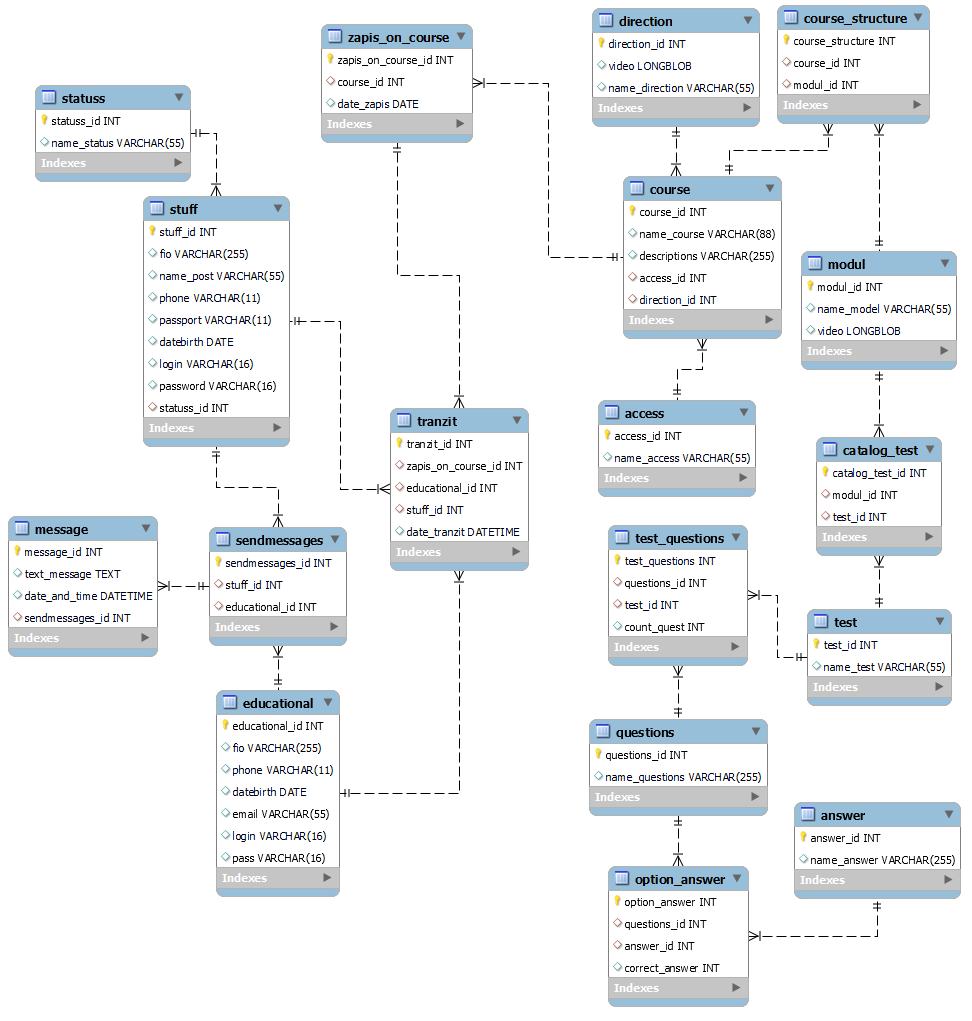 statuss
statuss_id INT
name_status VARCHAR(55)
Indexes
zapis_on_course
zapis_on_course_id INT
course_id INT
date_zapis DATE
Indexes
direction
direction_id INT
video LONGBLOB
name_direction VARCHAR(55)
Indexes
course_structure
course_structure INT
course_id INT
modul_id INT
Indexes
stuff
stuff_id INT
fio VARCHAR(255)
name_post VARCHAR(55)
phone VARCHAR(11)
passport VARCHAR(11)
datebirth DATE
login VARCHAR(16)
password VARCHAR(16)
statuss_id INT
Indexes
course
course_id INT
name_course VARCHAR(88)
descriptions VARCHAR(255)
access_id INT
direction_id INT
Indexes
modul
modul_id INT
name_model VARCHAR(55)
video LONGBLOB
Indexes
tranzit
tranzit_id INT
zapis_on_course_id INT
educational_id INT
stuff_id INT
date_tranzit DATETIME
Indexes
access
access_id INT
name_access VARCHAR(55)
Indexes
catalog_test
catalog_test_id INT
modul_id INT
test_id INT
Indexes
message
message_id INT
text_message TEXT
date_and_time DATETIME
sendmessages_id INT
Indexes
sendmessages
sendmessages_id INT
stuff_id INT
educational_id INT
Indexes
test_questions
test_questions INT
questions_id INT
test_id INT
count_quest INT
Indexes
test
test_id INT
name_test VARCHAR(55)
Indexes
educational
educational_id INT
fio VARCHAR(255)
phone VARCHAR(11)
datebirth DATE
email VARCHAR(55)
login VARCHAR(16)
pass VARCHAR(16)
Indexes
questions
questions_id INT
name_questions VARCHAR(255)
Indexes
answer
answer_id INT
name_answer VARCHAR(255)
Indexes
option_answer
option_answer INT
questions_id INT
answer_id INT
correct_answer INT
Indexes